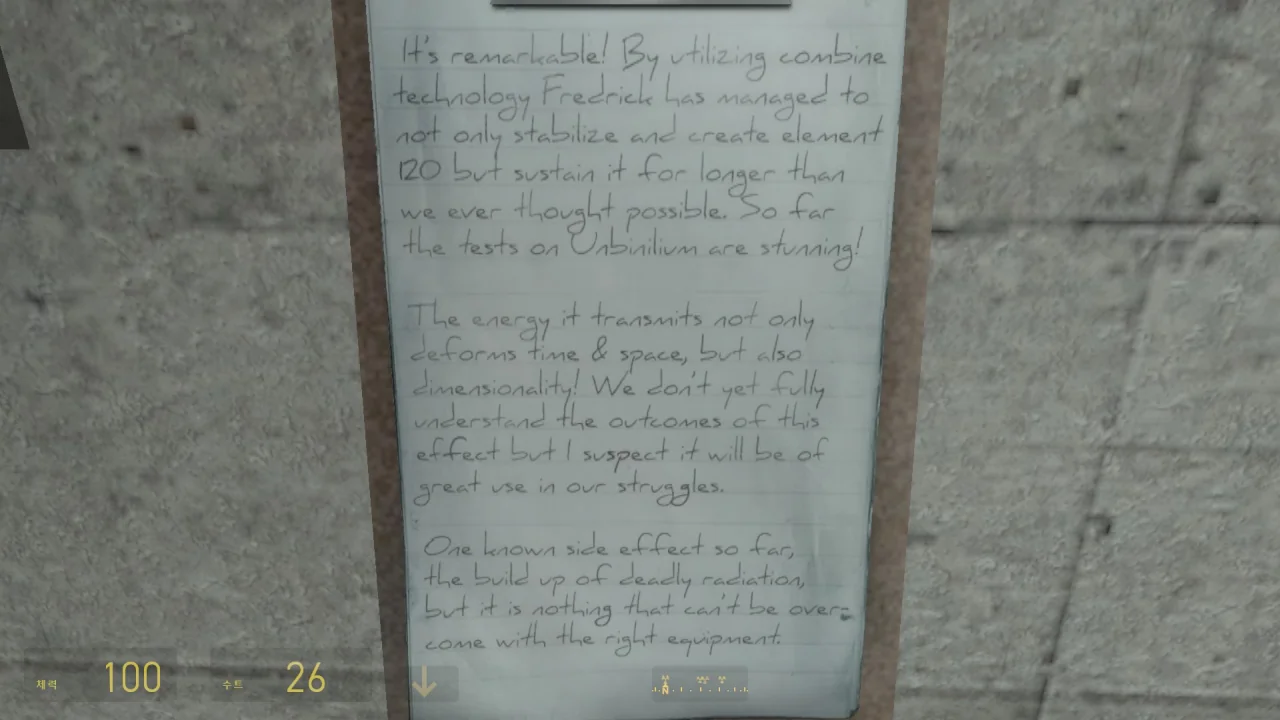 It's remarkable! By utilizing combine
technology Fredrick has managed to
not only stabilize and create element
120 but sustain it for longer than
we ever thought possible. So far
the tests on Unbinilium are stunning!
The energy it transmits not only
deforms time & space, but also
dimensionality! We don't yet fully
understand the outcomes of this
effect but I suspect it will be of
great use in our struggles.
One known side effect so far,
the build up of deadly radiation,
but it is nothing that can't be over=
come with the right equipment.
체력 100 수트 26
N